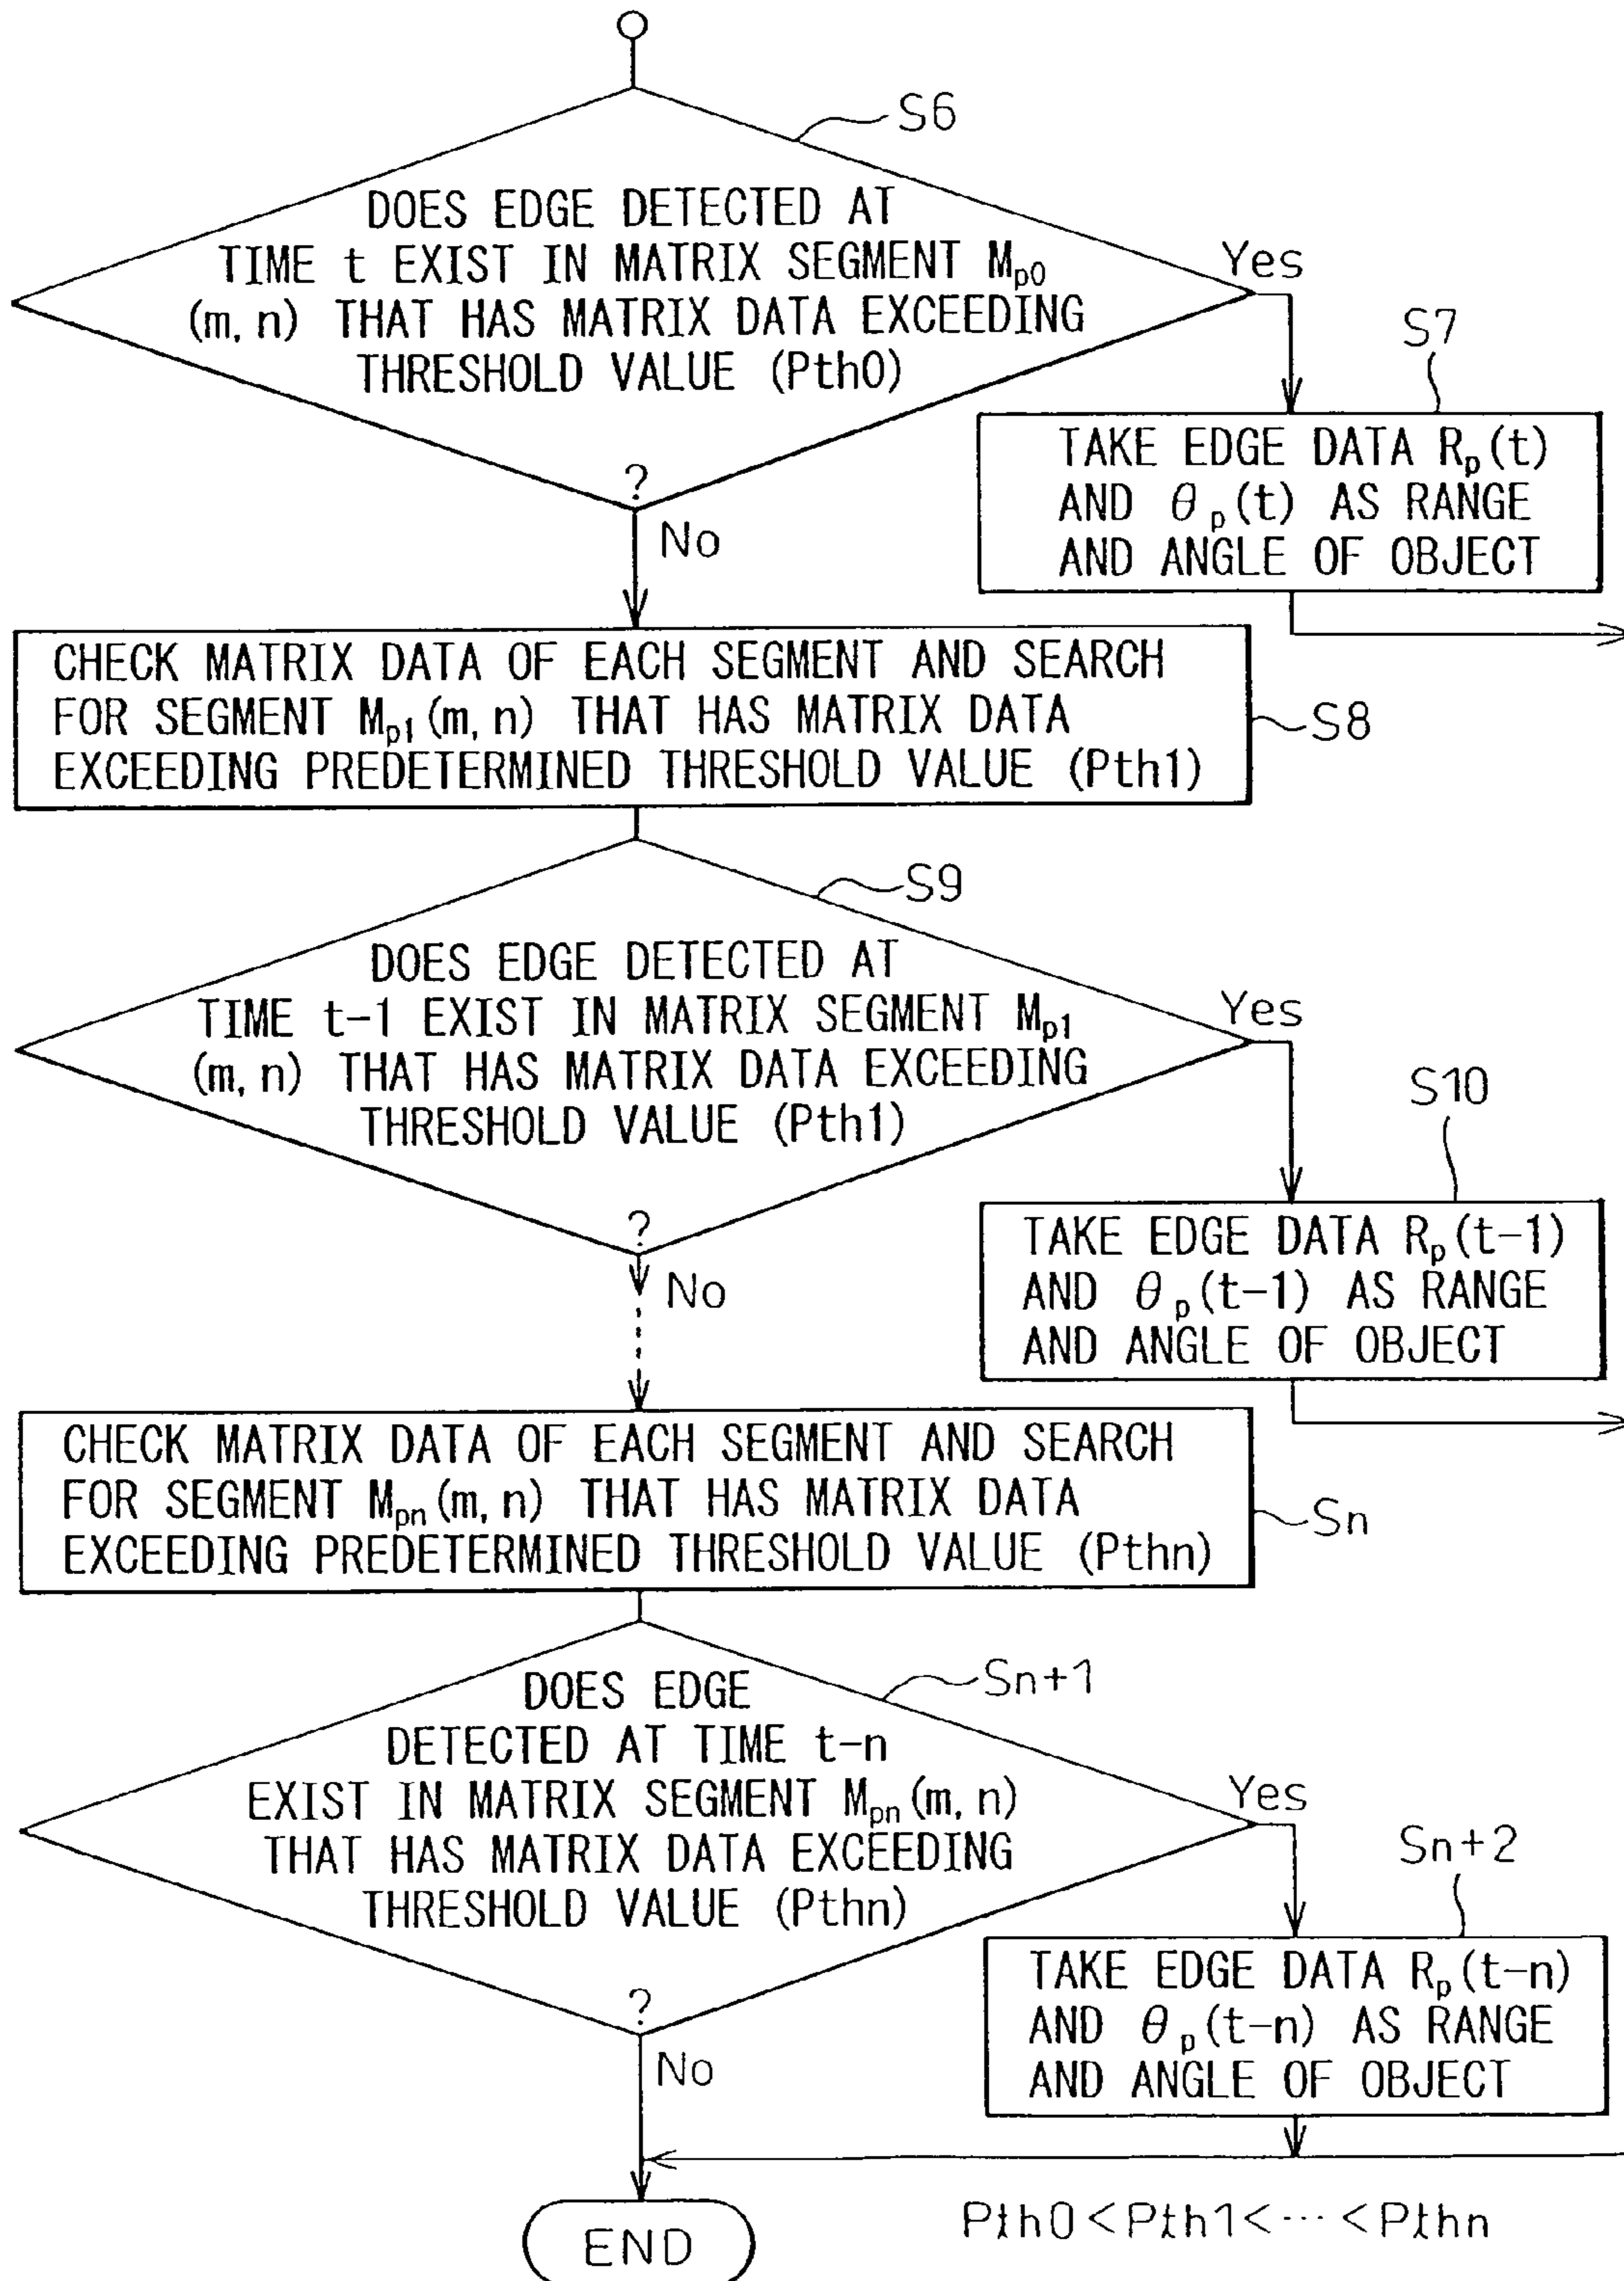 S6
DOES EDGE DETECTED AT
TIME t EXIST IN MATRIX SEGMENT Mp0
(m, n) THAT HAS MATRIX DATA EXCEEDING
THRESHOLD VALUE (Pth0)
?
Yes
No
S7
TAKE EDGE DATA Rp(t)
AND θp(t) AS RANGE
AND ANGLE OF OBJECT
CHECK MATRIX DATA OF EACH SEGMENT AND SEARCH
FOR SEGMENT Mp1(m, n) THAT HAS MATRIX DATA
EXCEEDING PREDETERMINED THRESHOLD VALUE (Pth1)
S8
S9
DOES EDGE DETECTED AT
TIME t-1 EXIST IN MATRIX SEGMENT Mp1
(m, n) THAT HAS MATRIX DATA EXCEEDING
THRESHOLD VALUE (Pth1)
?
Yes
No
S10
TAKE EDGE DATA Rp(t-1)
AND θp(t-1) AS RANGE
AND ANGLE OF OBJECT
CHECK MATRIX DATA OF EACH SEGMENT AND SEARCH
FOR SEGMENT Mpn(m, n) THAT HAS MATRIX DATA
EXCEEDING PREDETERMINED THRESHOLD VALUE (Pthn)
Sn
Sn+1
DOES EDGE
DETECTED AT TIME t-n
EXIST IN MATRIX SEGMENT Mpn(m, n)
THAT HAS MATRIX DATA EXCEEDING
THRESHOLD VALUE (Pthn)
?
Yes
No
Sn+2
TAKE EDGE DATA Rp(t-n)
AND θp(t-n) AS RANGE
AND ANGLE OF OBJECT
END
Pth0<Pth1<···<Pthn